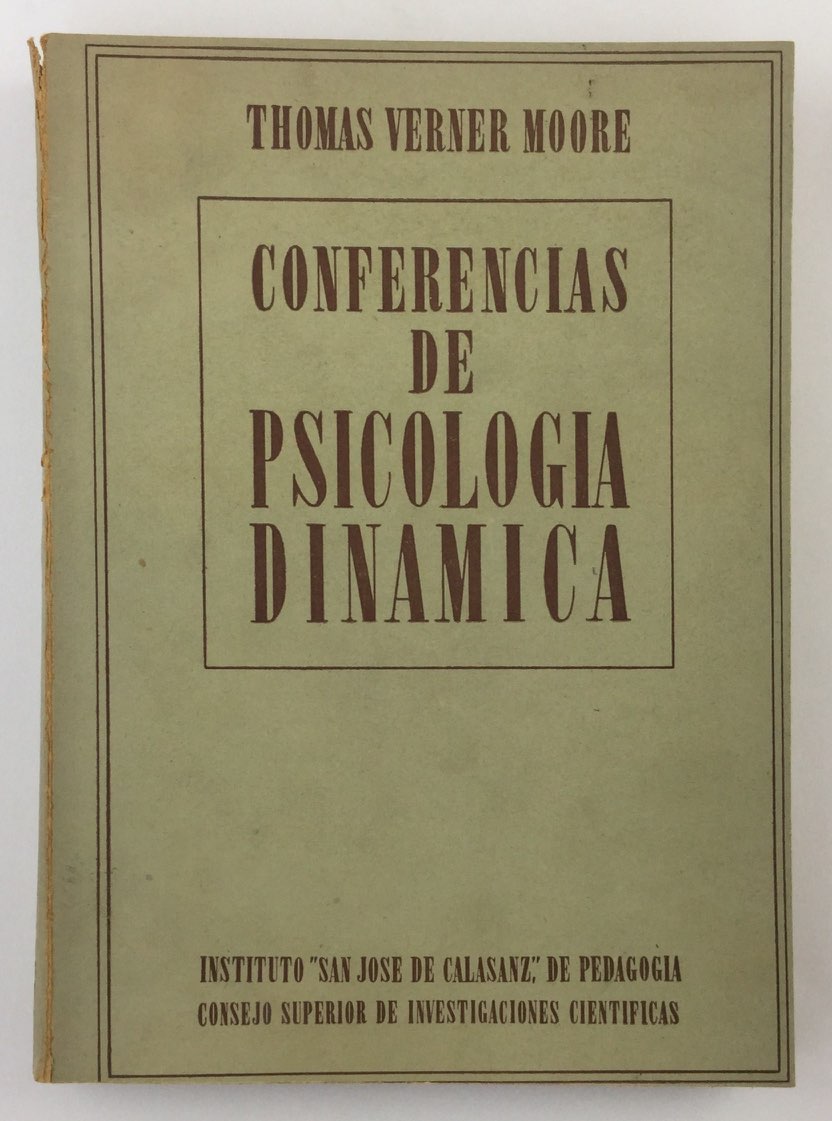 THOMAS VERNER MOORE
CONFERENCIAS
DE
PSICOLOGIA
DINAMICA
INSTITUTO "SAN JOSE DE CALASANZ", DE PEDAGOGIA
CONSEJO SUPERIOR DE INVESTIGACIONES CIENTIFICAS